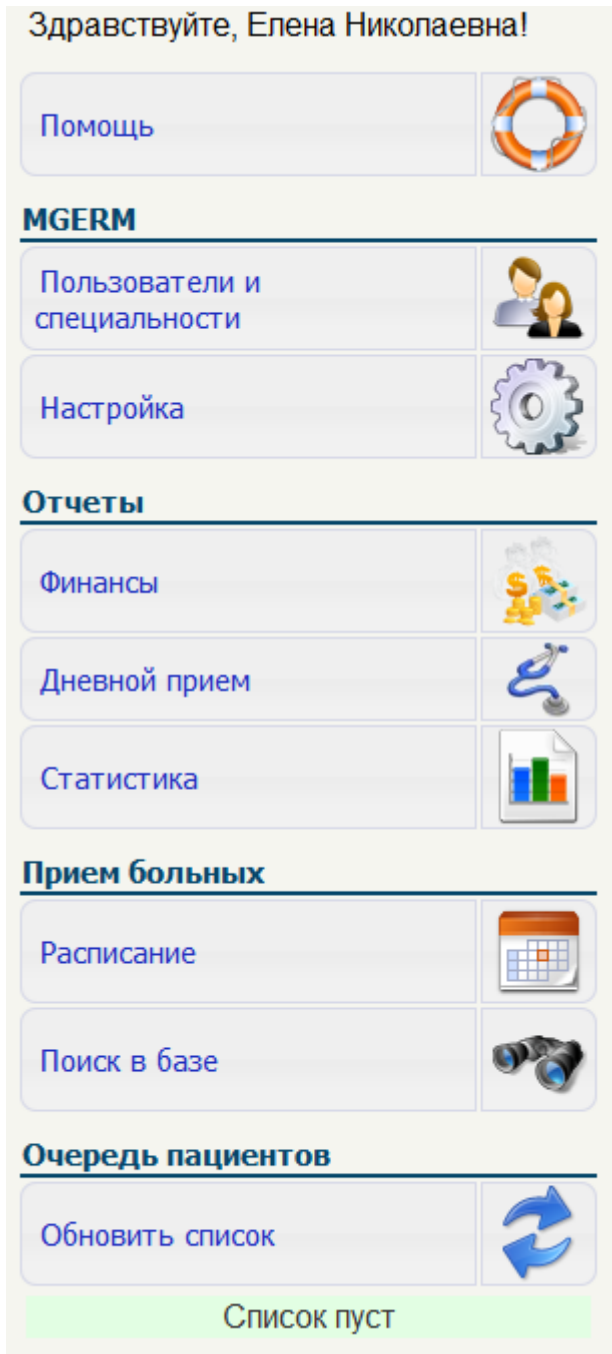 Здравствуйте, Елена Николаевна!
Помощь
MGERM
Пользователи и
специальности
Настройка
Отчеты
Финансы
Дневной прием
Статистика
Прием больных
Расписание
Поиск в базе
Очередь пациентов
Обновить список
Список пуст